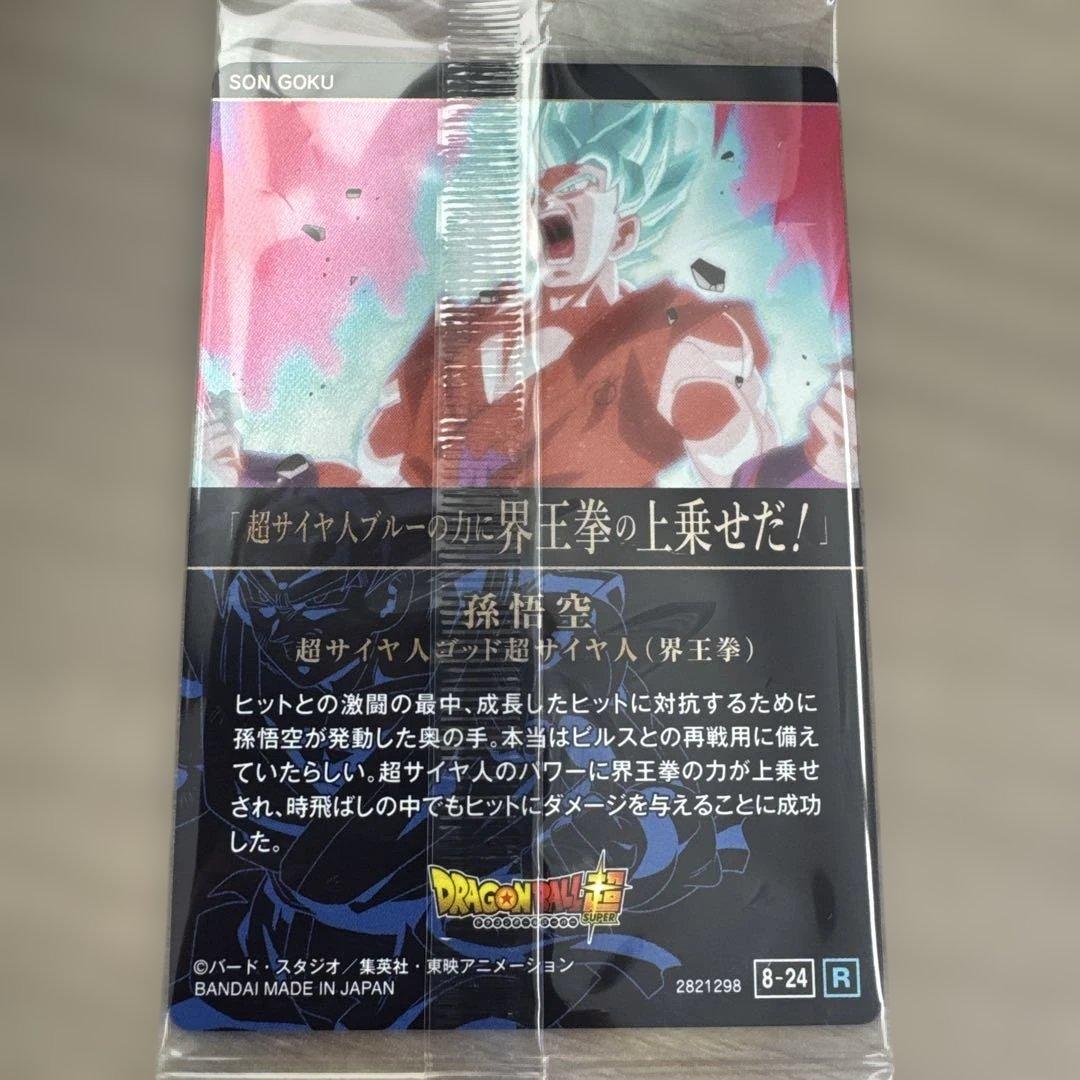 SON GOKU
「超サイヤ人ブルーの力に界王拳の上乗せだ!」
孫悟空
超サイヤ人ゴッド超サイヤ人(界王拳)
ヒットとの激闘の最中、成長したヒットに対抗するために
孫悟空が発動した奥の手。本当はビルスとの再戦用に備え
ていたらしい。超サイヤ人のパワーに界王拳の力が上乗せ
され、時飛ばしの中でもヒットにダメージを与えることに成功
した。
DRAGON BALL超
SUPER
©バード・スタジオ/集英社・東映アニメーション
BANDAI MADE IN JAPAN
2821298 8-24 R